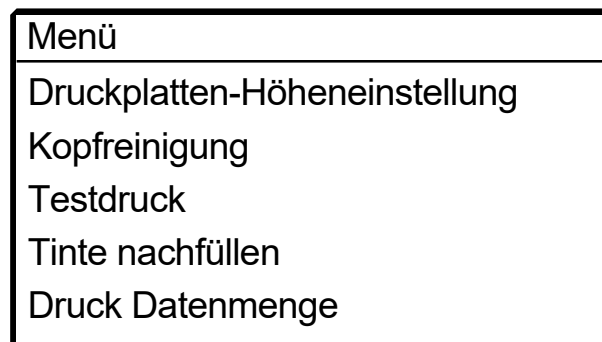 Menü
Druckplatten-Höheneinstellung
Kopfreinigung
Testdruck
Tinte nachfüllen
Druck Datenmenge